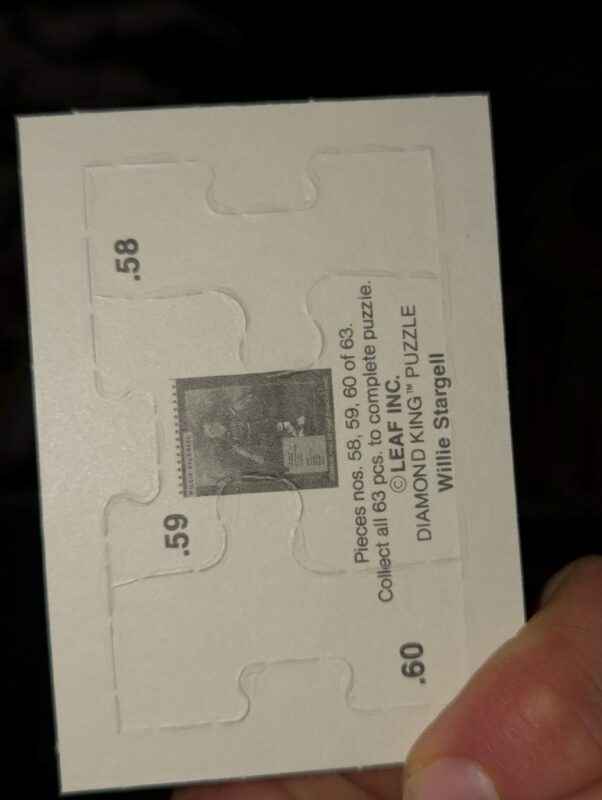 .58
.59
Pieces nos. 58, 59, 60 of 63.
Collect all 63 pcs. to complete puzzle.
© LEAF INC.
DIAMOND KING™ PUZZLE
Willie Stargell
.60